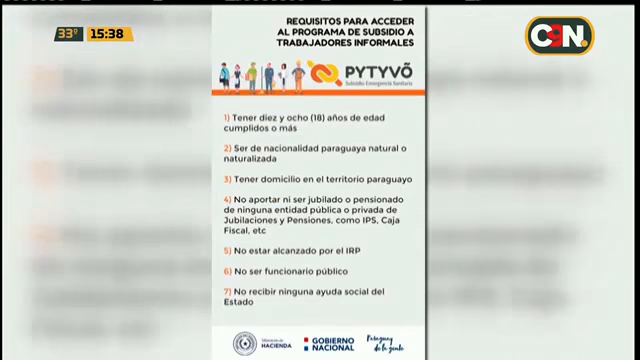 33º
15:38
C9N.
REQUISITOS PARA ACCEDER
AL PROGRAMA DE SUBSIDIO A
TRABAJADORES INFORMALES
PYTYVÕ
Subsidio Emergencia Sanitaria
1) Tener diez y ocho (18) años de edad
cumplidos o más
2) Ser de nacionalidad paraguaya natural o
naturalizada
3) Tener domicilio en el territorio paraguayo
4) No aportar ni ser jubilado o pensionado
de ninguna entidad pública o privada de
Jubilaciones y Pensiones, como IPS, Caja
Fiscal, etc
5) No estar alcanzado por el IRP
6) No ser funcionario público
7) No recibir ninguna ayuda social del
Estado
Ministerio de
HACIENDA
GOBIERNO
NACIONAL
Paraguay
de la gente